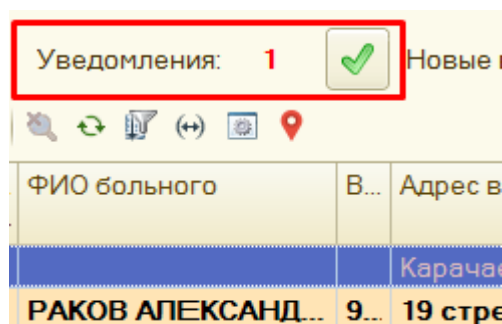 Уведомления: 1 Новые
ФИО больного В... Адрес в
Карачае
РАКОВ АЛЕКСАНД... 9... 19 стре